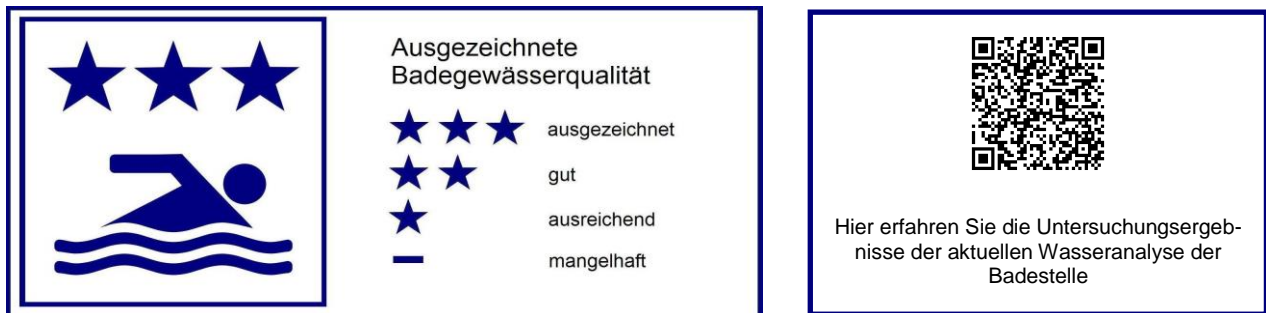 Ausgezeichnete
Badegewässerqualität
ausgezeichnet
gut
ausreichend
mangelhaft
Hier erfahren Sie die Untersuchungsergeb-
nisse der aktuellen Wasseranalyse der
Badestelle